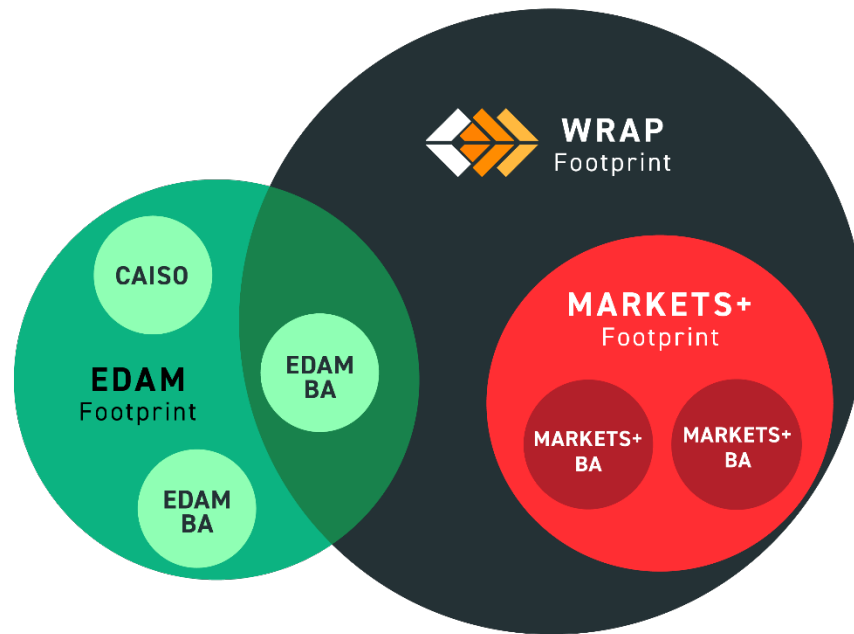 WRAP
Footprint
CAISO
MARKETS+
Footprint
EDAM
Footprint
EDAM
BA
MARKETS+
BA
MARKETS+
BA
EDAM
BA